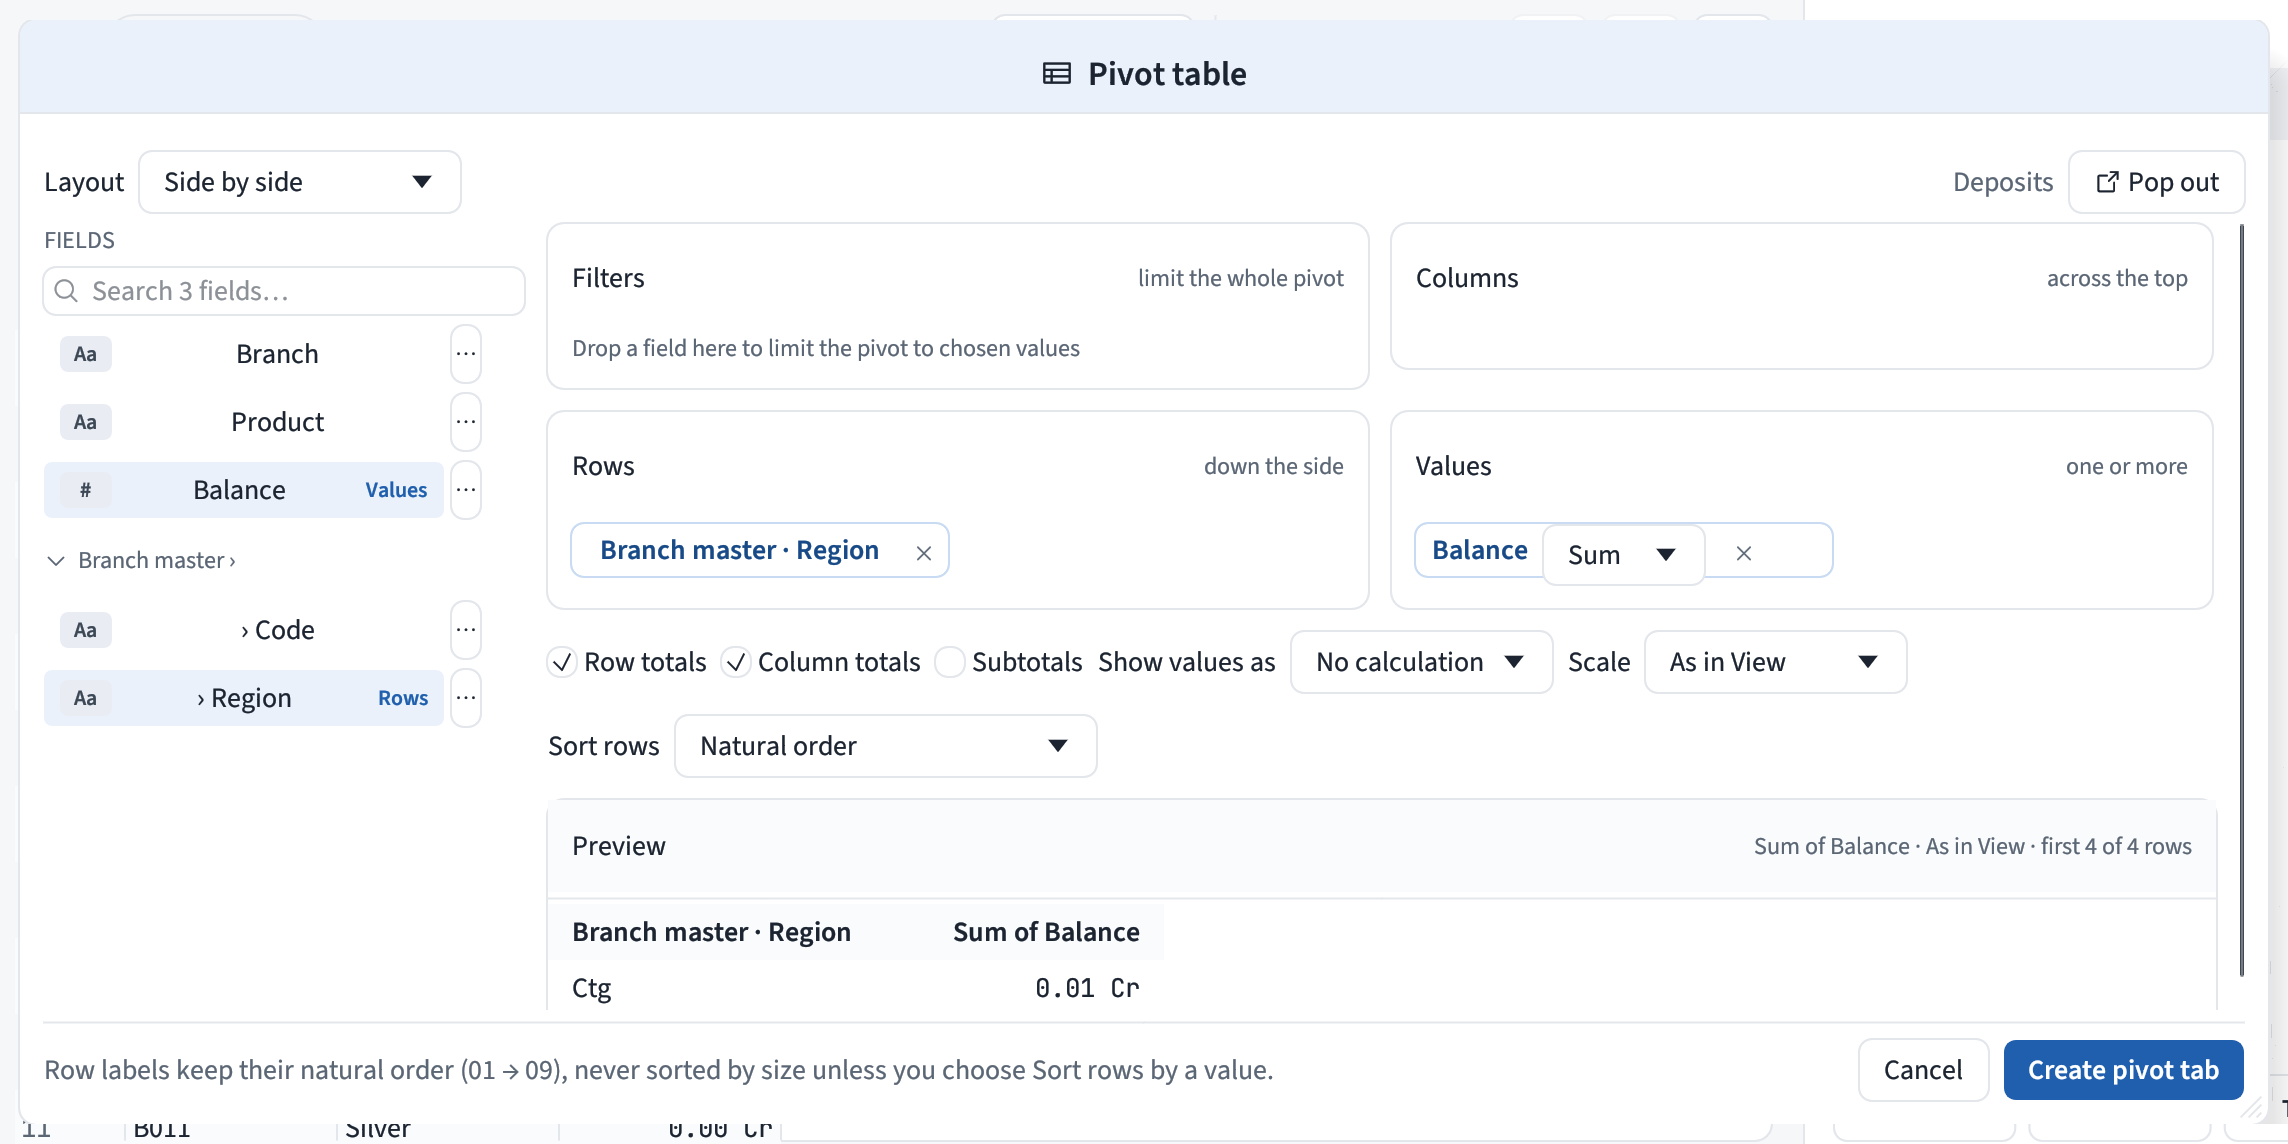 Pivot table
Layout Side by side
Deposits Pop out
FIELDS
Search 3 fields…
Aa Branch ...
Aa Product ...
# Balance Values ...
Branch master ›
Aa › Code ...
Aa › Region Rows ...
Filters limit the whole pivot
Drop a field here to limit the pivot to chosen values
Columns across the top
Rows down the side
Branch master · Region ×
Values one or more
Balance Sum ×
Row totals Column totals Subtotals Show values as No calculation Scale As in View
Sort rows Natural order
Preview Sum of Balance · As in View · first 4 of 4 rows
Branch master · Region Sum of Balance
Ctg 0.01 Cr
Row labels keep their natural order (01 → 09), never sorted by size unless you choose Sort rows by a value.
Cancel Create pivot tab
11 B011 Silver 0.00 Cr